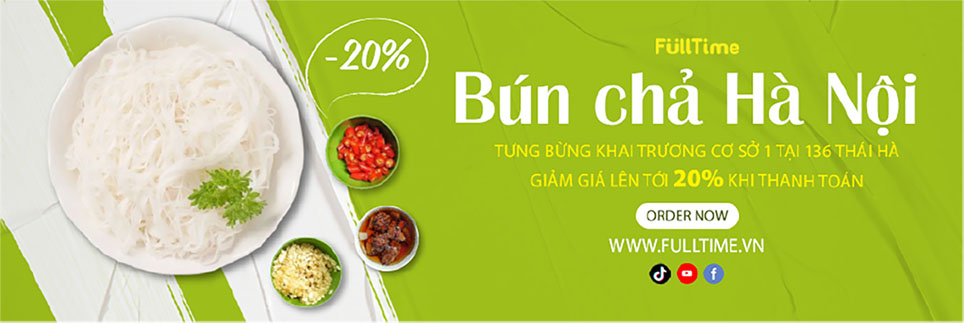 -20%
FüllTime
Bún chả Hà Nội
TƯNG BỪNG KHAI TRƯƠNG CƠ SỞ 1 TẠI 136 THÁI HÀ
GIẢM GIÁ LÊN TỚI 20% KHI THANH TOÁN
ORDER NOW
WWW.FULLTIME.VN